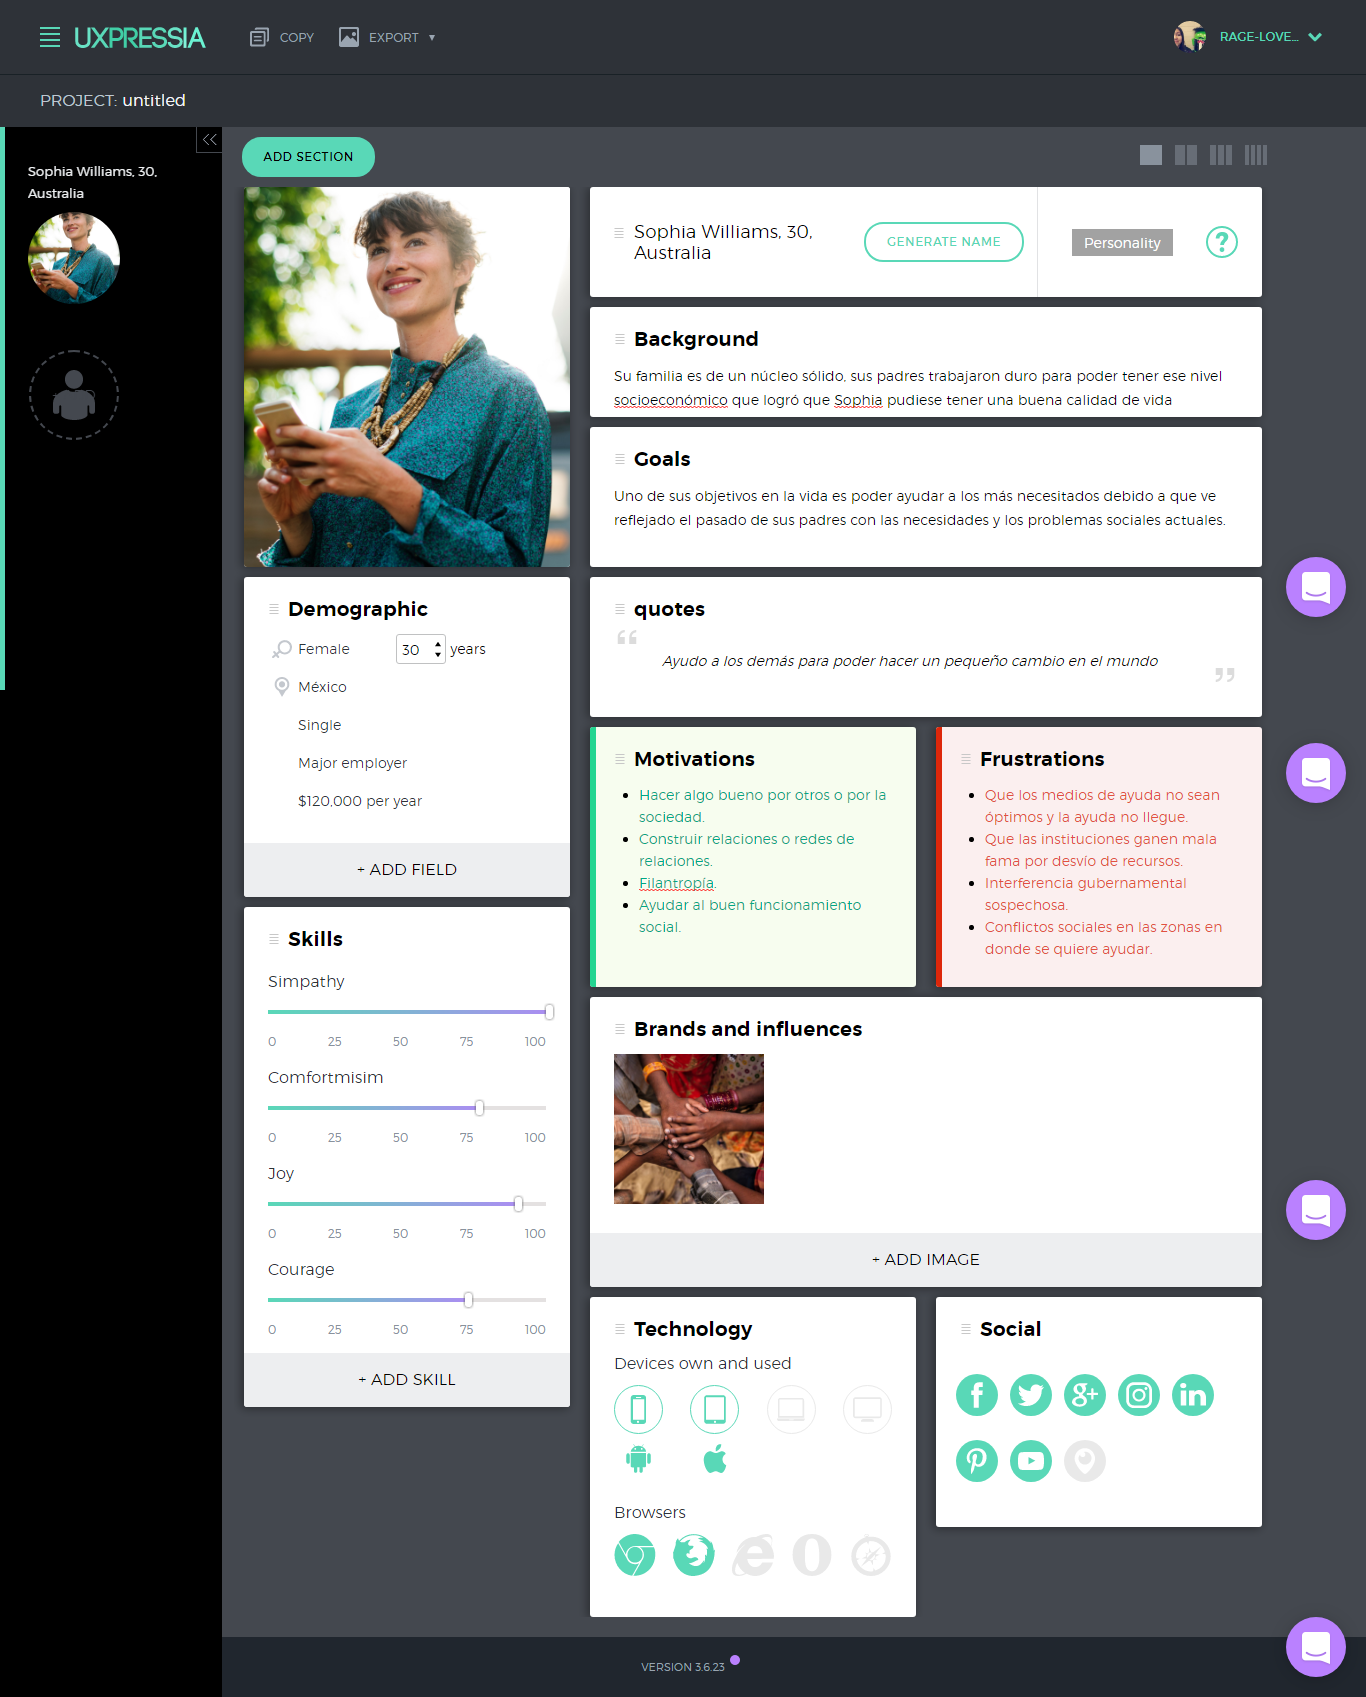 UXPRESSIA
COPY
EXPORT ▼
RAGE-LOVE...
PROJECT: untitled
Sophia Williams, 30,
Australia
ADD SECTION
Sophia Williams, 30,
Australia
GENERATE NAME
Personality
?
Background
Su familia es de un núcleo sólido, sus padres trabajaron duro para poder tener ese nivel
socioeconómico que logró que Sophia pudiese tener una buena calidad de vida
Goals
Uno de sus objetivos en la vida es poder ayudar a los más necesitados debido a que ve
reflejado el pasado de sus padres con las necesidades y los problemas sociales actuales.
Demographic
Female 30 years
México
Single
Major employer
$120,000 per year
+ ADD FIELD
quotes
“
Ayudo a los demás para poder hacer un pequeño cambio en el mundo
”
Motivations
Hacer algo bueno por otros o por la
sociedad.
Construir relaciones o redes de
relaciones.
Filantropía.
Ayudar al buen funcionamiento
social.
Frustrations
Que los medios de ayuda no sean
óptimos y la ayuda no llegue.
Que las instituciones ganen mala
fama por desvío de recursos.
Interferencia gubernamental
sospechosa.
Conflictos sociales en las zonas en
donde se quiere ayudar.
Skills
Simpathy
0 25 50 75 100
Comfortmisim
0 25 50 75 100
Joy
0 25 50 75 100
Courage
0 25 50 75 100
+ ADD SKILL
Brands and influences
+ ADD IMAGE
Technology
Devices own and used
Browsers
Social
VERSION 3.6.23